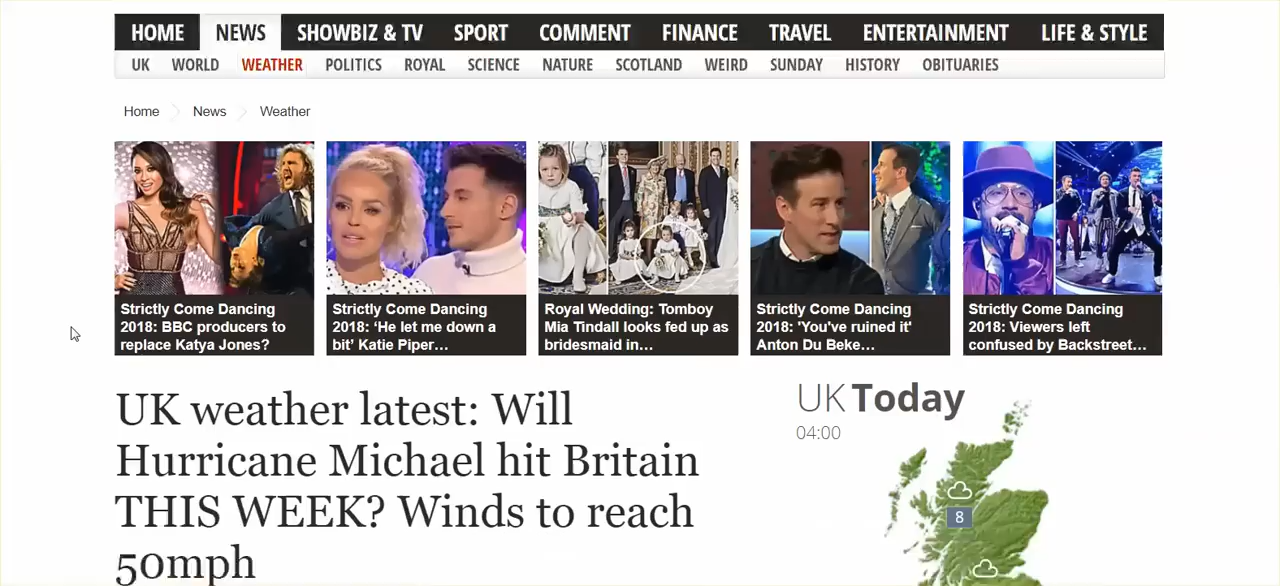 HOME NEWS SHOWBIZ & TV SPORT COMMENT FINANCE TRAVEL ENTERTAINMENT LIFE & STYLE
UK WORLD WEATHER POLITICS ROYAL SCIENCE NATURE SCOTLAND WEIRD SUNDAY HISTORY OBITUARIES
Home News Weather
Strictly Come Dancing
2018: BBC producers to
replace Katya Jones?
Strictly Come Dancing
2018: ‘He let me down a
bit’ Katie Piper…
Royal Wedding: Tomboy
Mia Tindall looks fed up as
bridesmaid in…
Strictly Come Dancing
2018: 'You've ruined it'
Anton Du Beke…
Strictly Come Dancing
2018: Viewers left
confused by Backstreet…
UK weather latest: Will
Hurricane Michael hit Britain
THIS WEEK? Winds to reach
50mph
UK Today
04:00
8